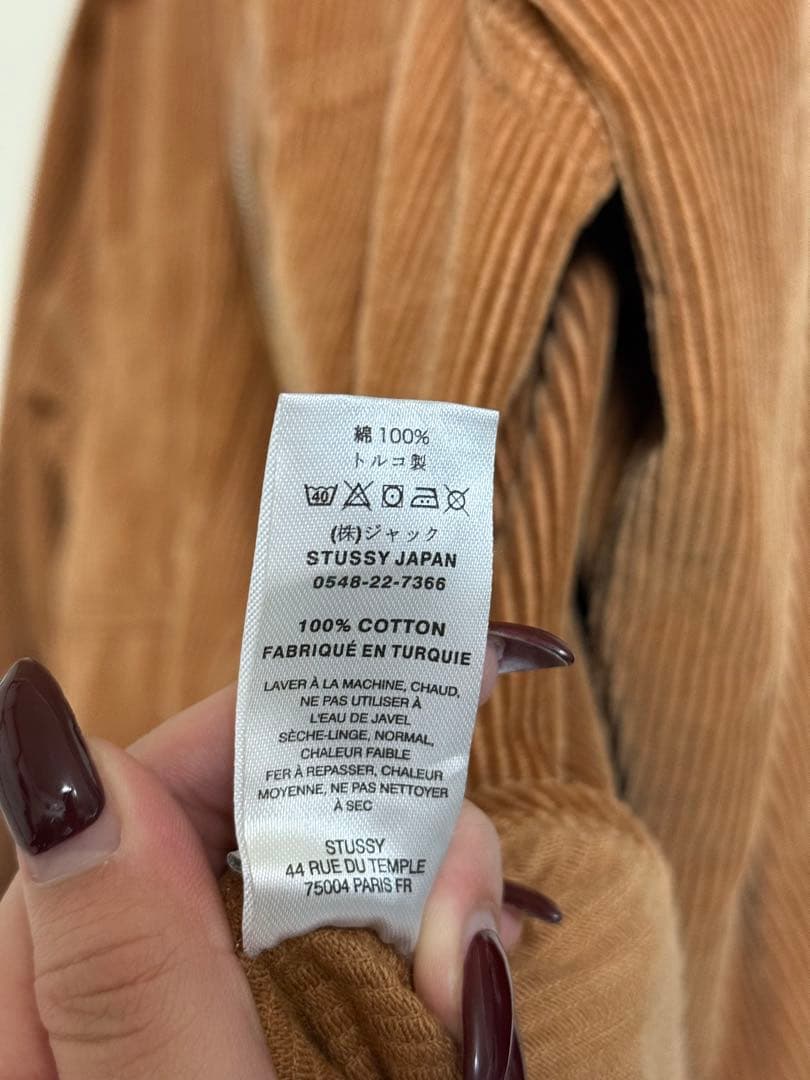 綿 100%
トルコ製
40
(株)ジャック
STUSSY JAPAN
0548-22-7366
100% COTTON
FABRIQUÉ EN TURQUIE
LAVER À LA MACHINE, CHAUD,
NE PAS UTILISER À
L'EAU DE JAVEL
SÈCHE-LINGE, NORMAL,
CHALEUR FAIBLE
FER À REPASSER, CHALEUR
MOYENNE, NE PAS NETTOYER
À SEC
STUSSY
44 RUE DU TEMPLE
75004 PARIS FR